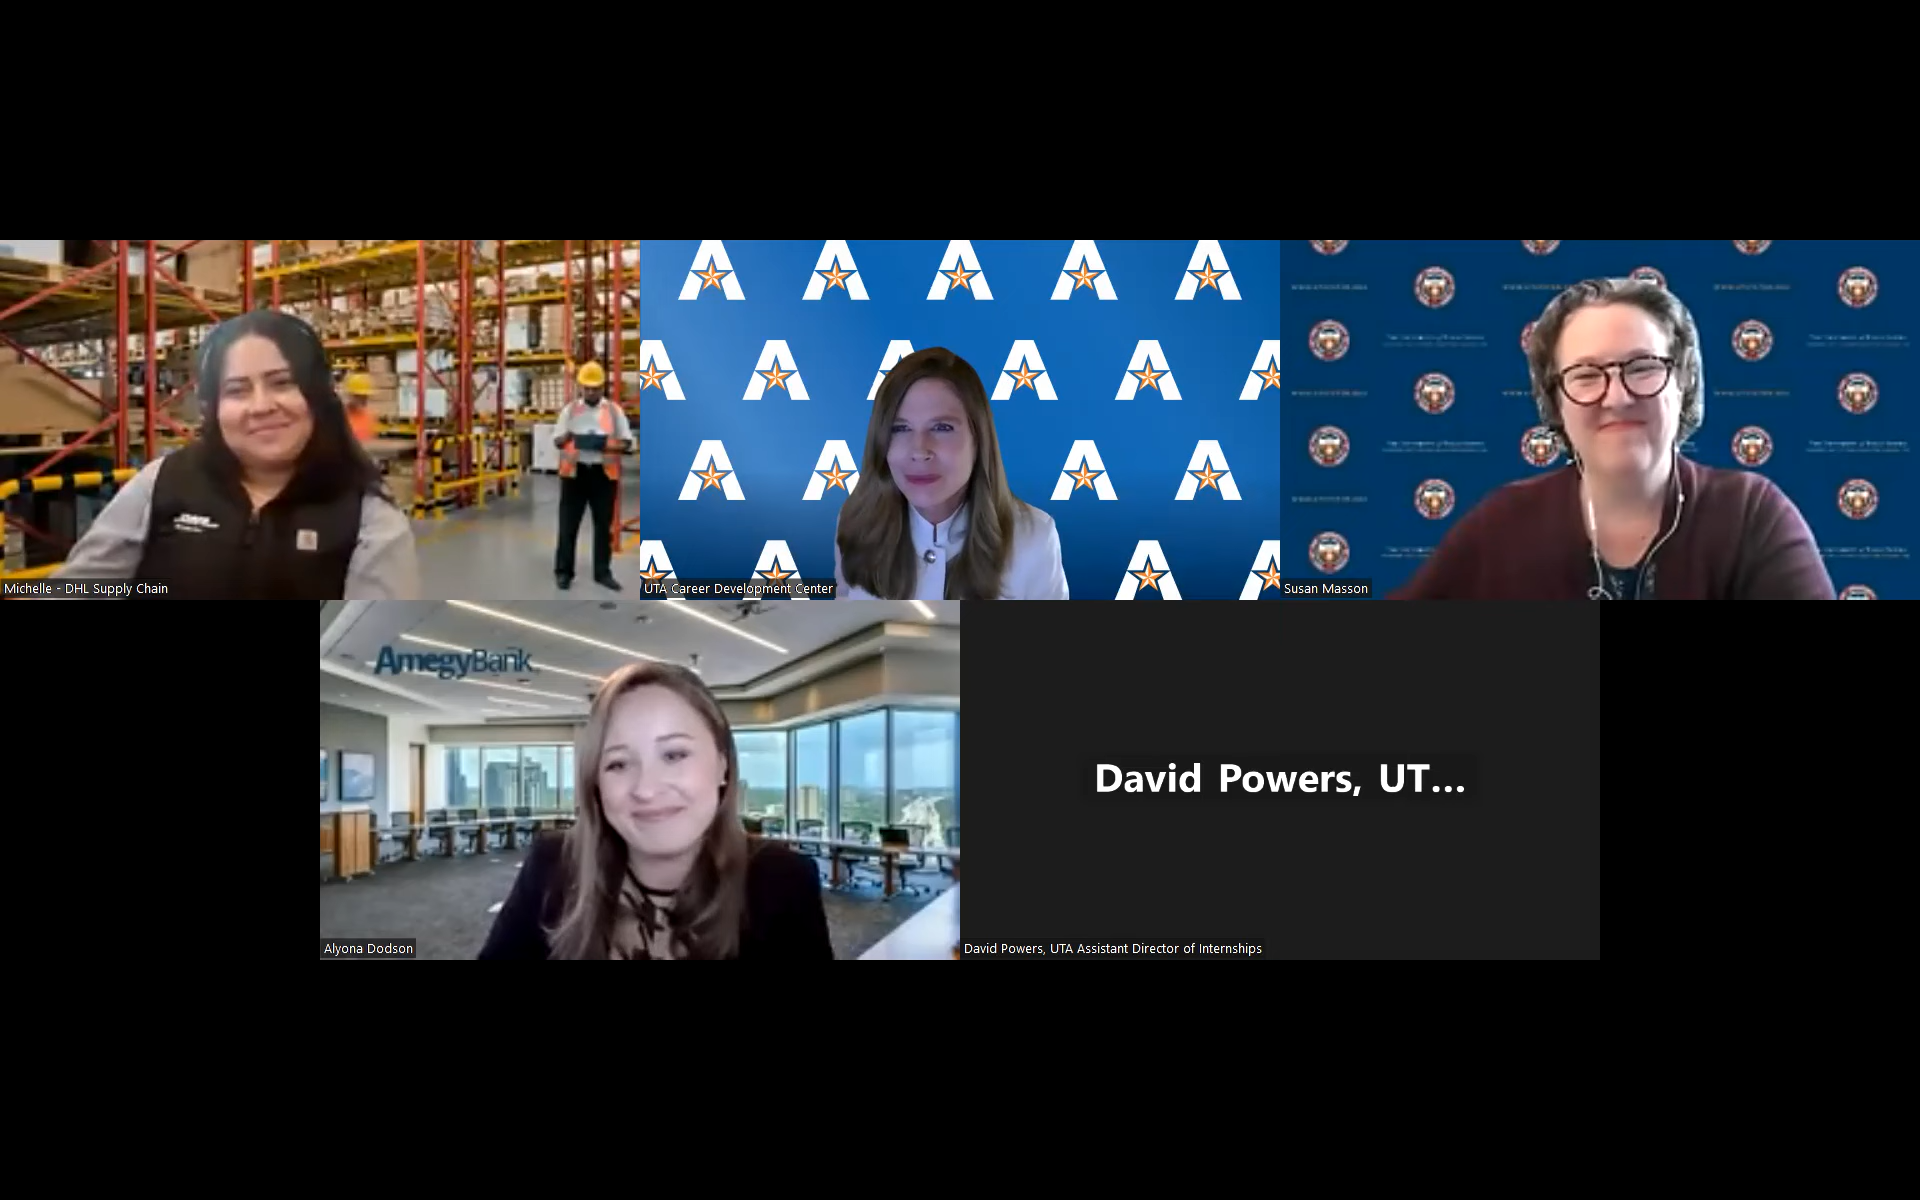 Michelle - DHL Supply Chain
UTA Career Development Center
Susan Masson
AmegyBank
Alyona Dodson
David Powers, UT...
David Powers, UTA Assistant Director of Internships